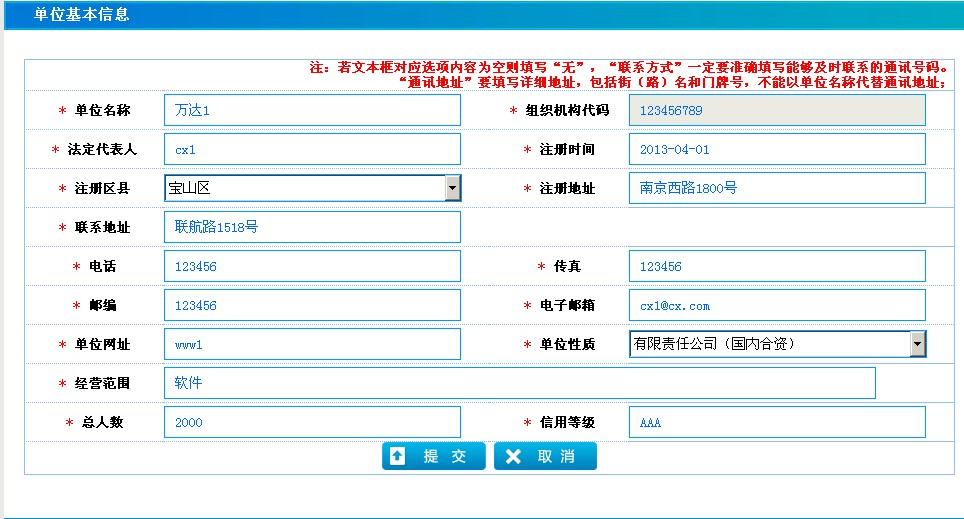 单位基本信息
注：若文本框对应选项内容为空则填写“无”，“联系方式”一定要准确填写能够及时联系的通讯号码。
“通讯地址”要填写详细地址，包括街（路）名和门牌号，不能以单位名称代替通讯地址；
* 单位名称 万达1 * 组织机构代码 123456789
* 法定代表人 cx1 * 注册时间 2013-04-01
* 注册区县 宝山区 * 注册地址 南京西路1800号
* 联系地址 联航路1518号
* 电话 123456 * 传真 123456
* 邮编 123456 * 电子邮箱 cx1@cx.com
* 单位网址 www1 * 单位性质 有限责任公司（国内合资）
* 经营范围 软件
* 总人数 2000 * 信用等级 AAA
提 交 取 消